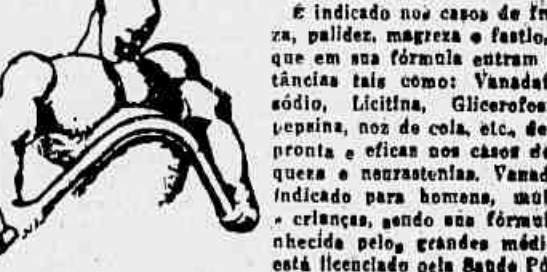 É indicado nos casos de fra
za, palidez, magreza e fastio,
que em sua fórmula entram
tâncias tais como: Vanadat
sódio, Licitina, Glicerofos
pepsina, noz de cola, etc., de
pronta e eficaz nos casos de
queza e neurastenias. Vanad
indicado para homens, mul
e crianças, sendo sua fórmul
nhecida pelos grandes médi
está licenciado pela Saúde Pú